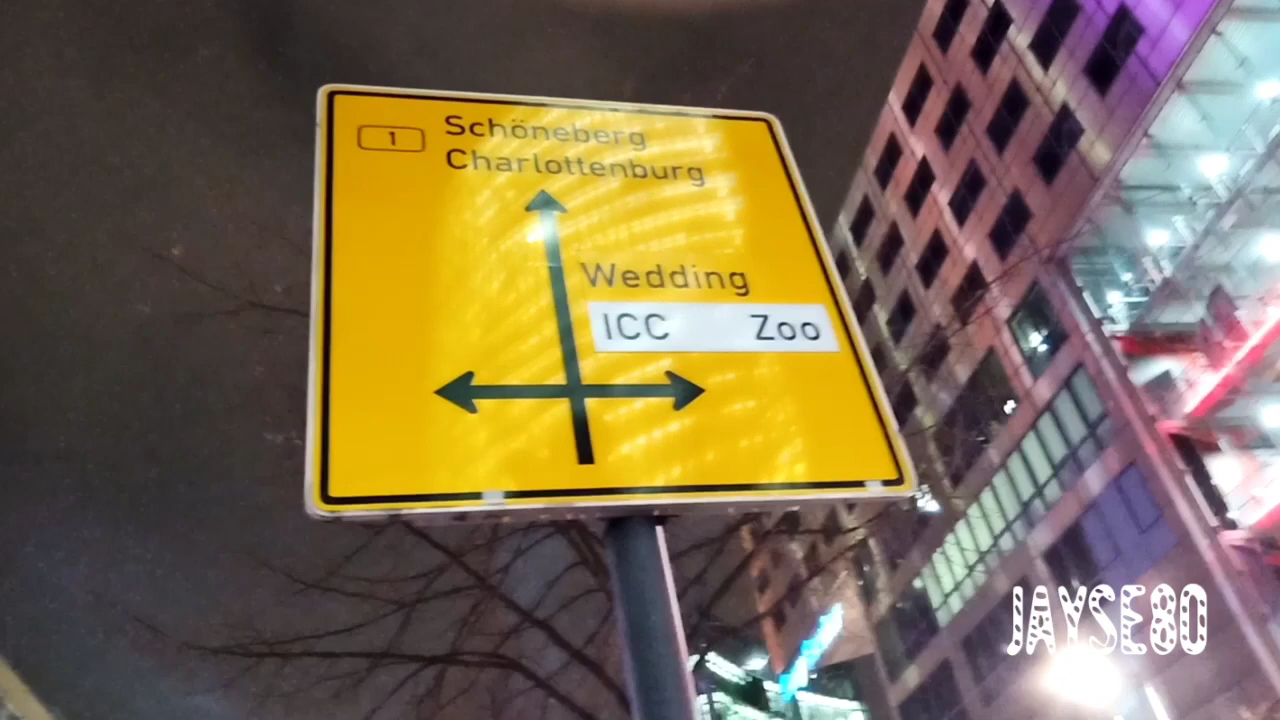 1
Schöneberg
Charlottenburg
Wedding
ICC Zoo
JAYSE80